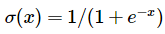 σ(x) = 1/(1 + e⁻ˣ)